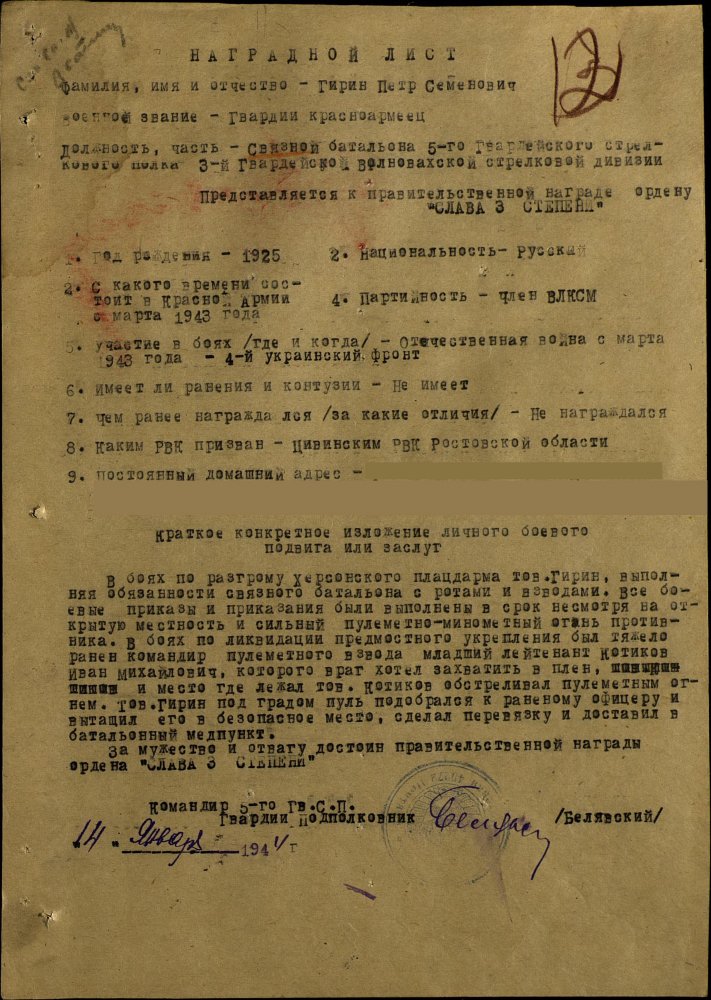 НАГРАДНОЙ ЛИСТ
фамилия, имя и отчество - Гирин Петр Семенович
Военной звание - Гвардии красноармеец
Должность, часть - Связной батальона 5-го Гвардейского стрел-
кового полка 3-й Гвардейской Волновахской стрелковой дивизии
Представляется к правительственной награде ордену
"СЛАВА 3 СТЕПЕНИ"
1. Год рождения - 1925 2. Национальность- Русский
2. С какого времени сос-
тоит в Красной Армии 4. Партийность - член ВЛКСМ
с марта 1943 года
5. участие в боях /где и когда/ - Отечественная война с марта
1943 года - 4-й украинский фронт
6. имеет ли ранения и контузии - Не имеет
7. чем ранее награжда лся /за какие отличия/ - Не награждался
8. Каким РВК призван - Цивинским РВК Ростовской области
9. постоянный домашний адрес -
Краткое конкретное изложение личного боевого
подвига или заслуг
В боях по разгрому Херсонского плацдарма тов.Гирин, выпол-
няя обязанности связного батальона с ротами и взводами. Все бо-
евые приказы и приказания были выполнены в срок несмотря на от-
крытую местность и сильный пулеметно-минометный огонь против-
ника. В боях по ликвидации предмостного укрепления был тяжело
ранен командир пулеметного взвода младший лейтенант Котиков
Иван Михайлович, которого враг хотел захватить в плен,
и место где лежал тов. Котиков обстреливал пулеметным ог-
нем. тов.Гирин под градом пуль подобрался к раненому офицеру и
вытащил его в безопасное место, сделал перевязку и доставил в
батальонный медпункт.
За мужество и отвагу достоин правительственной награды
ордена "СЛАВА 3 СТЕПЕНИ"
Командир 5-го Гв.С.П.
Гвардии Подполковник /Белявский/
"14" Января 1944 г